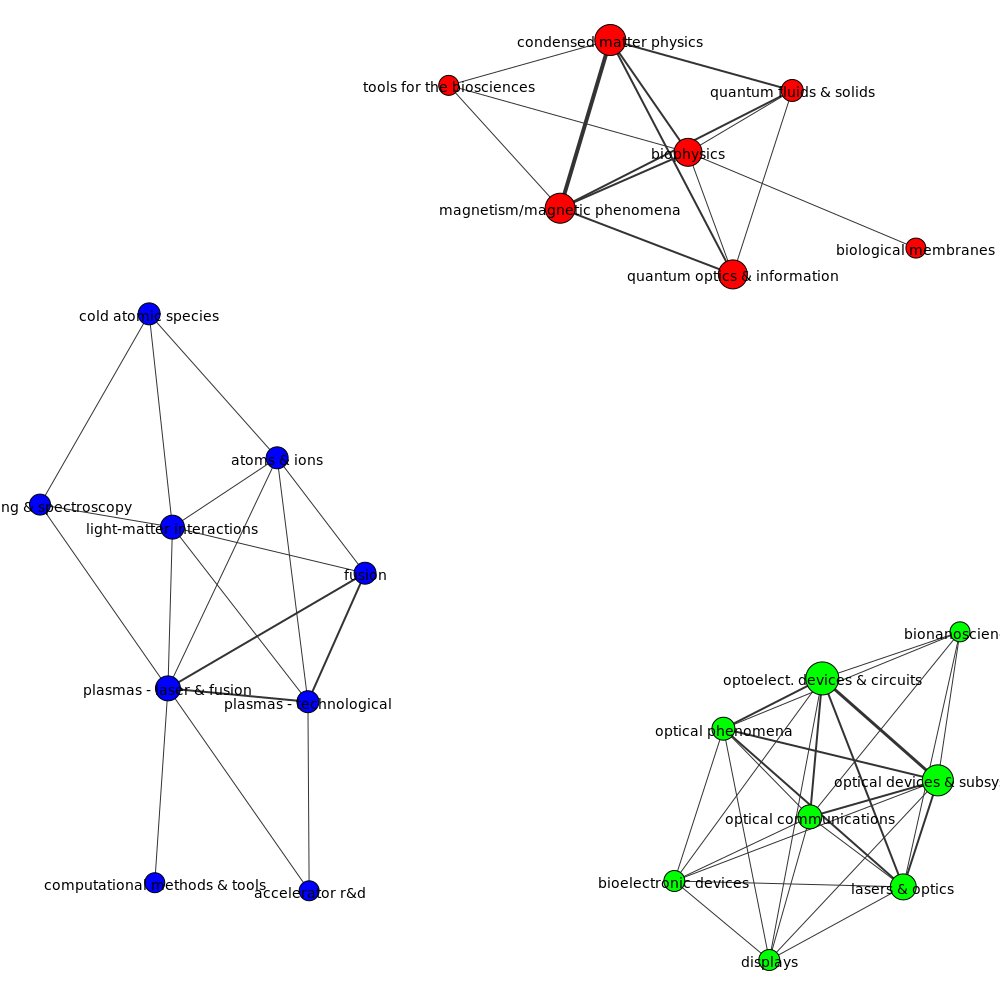 condensed matter physics
tools for the biosciences
quantum fluids & solids
biophysics
magnetism/magnetic phenomena
biological membranes
quantum optics & information
cold atomic species
atoms & ions
ng & spectroscopy
light-matter interactions
fusion
plasmas - laser & fusion
plasmas - technological
computational methods & tools
accelerator r&d
bionanoscien
optoelect. devices & circuits
optical phenomena
optical devices & subsy
optical communications
bioelectronic devices
lasers & optics
displays